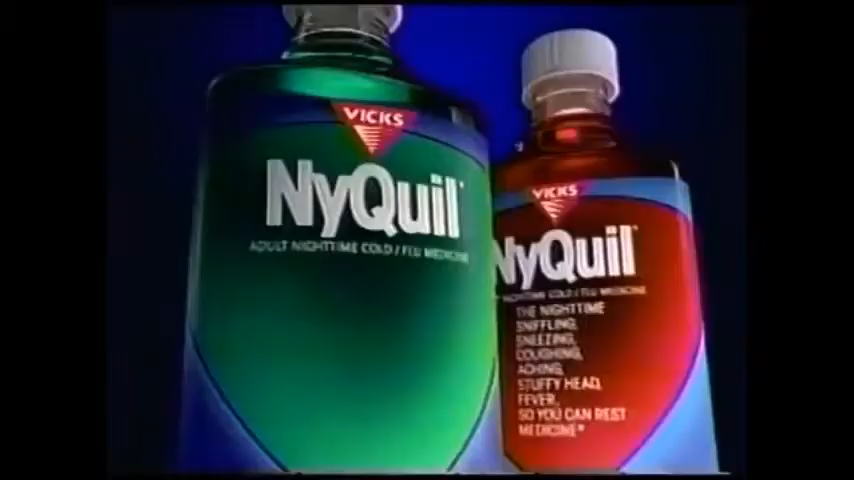 VICKS
NyQuil
ADULT NIGHTTIME COLD / FLU MEDICINE
VICKS
NyQuil
NIGHTTIME COLD / FLU MEDICINE
THE NIGHTTIME
SNIFFLING,
SNEEZING,
COUGHING,
ACHING,
STUFFY HEAD,
FEVER,
SO YOU CAN REST
MEDICINE®